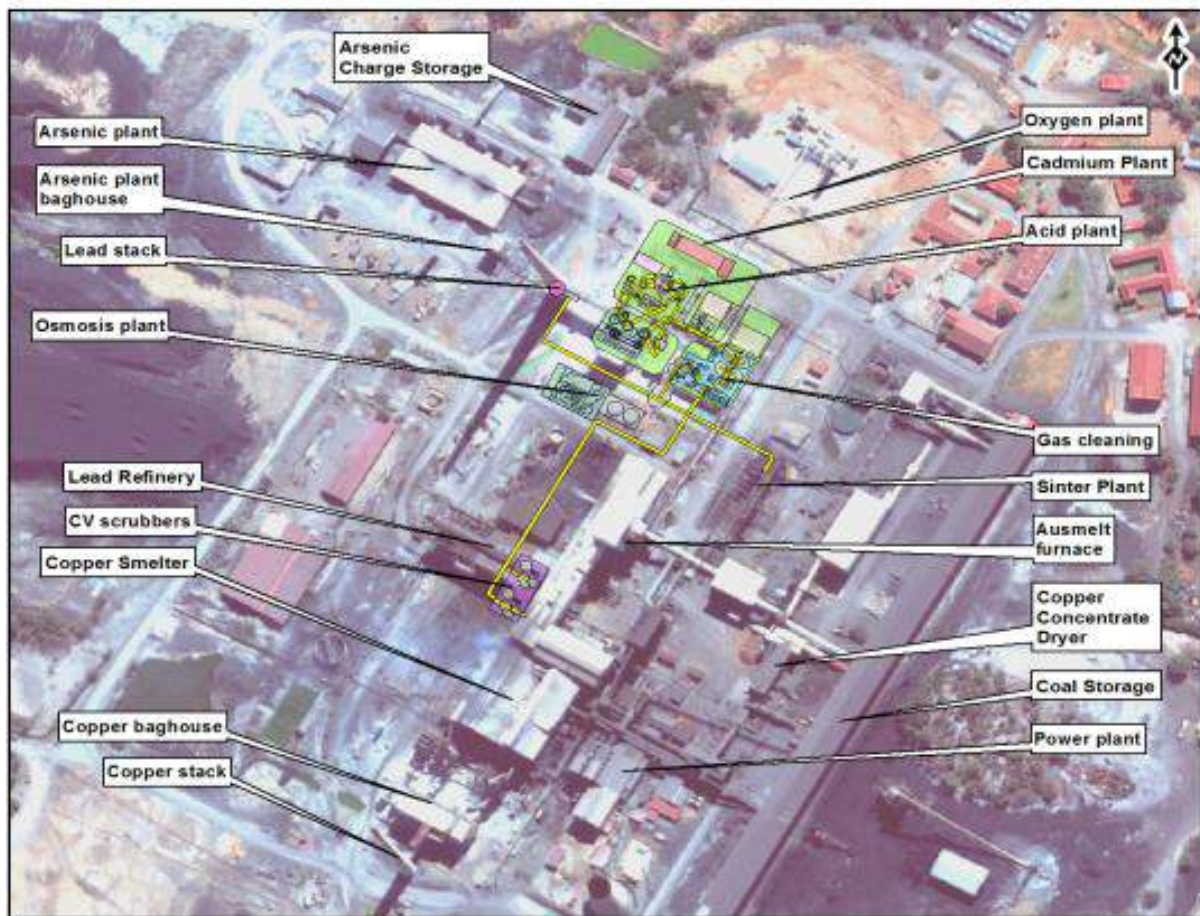 Arsenic
Charge Storage
Arsenic plant
Arsenic plant
baghouse
Lead stack
Osmosis plant
Lead Refinery
CV scrubbers
Copper Smelter
Copper baghouse
Copper stack
N
Oxygen plant
Cadmium Plant
Acid plant
Gas cleaning
Sinter Plant
Ausmelt
furnace
Copper
Concentrate
Dryer
Coal Storage
Power plant